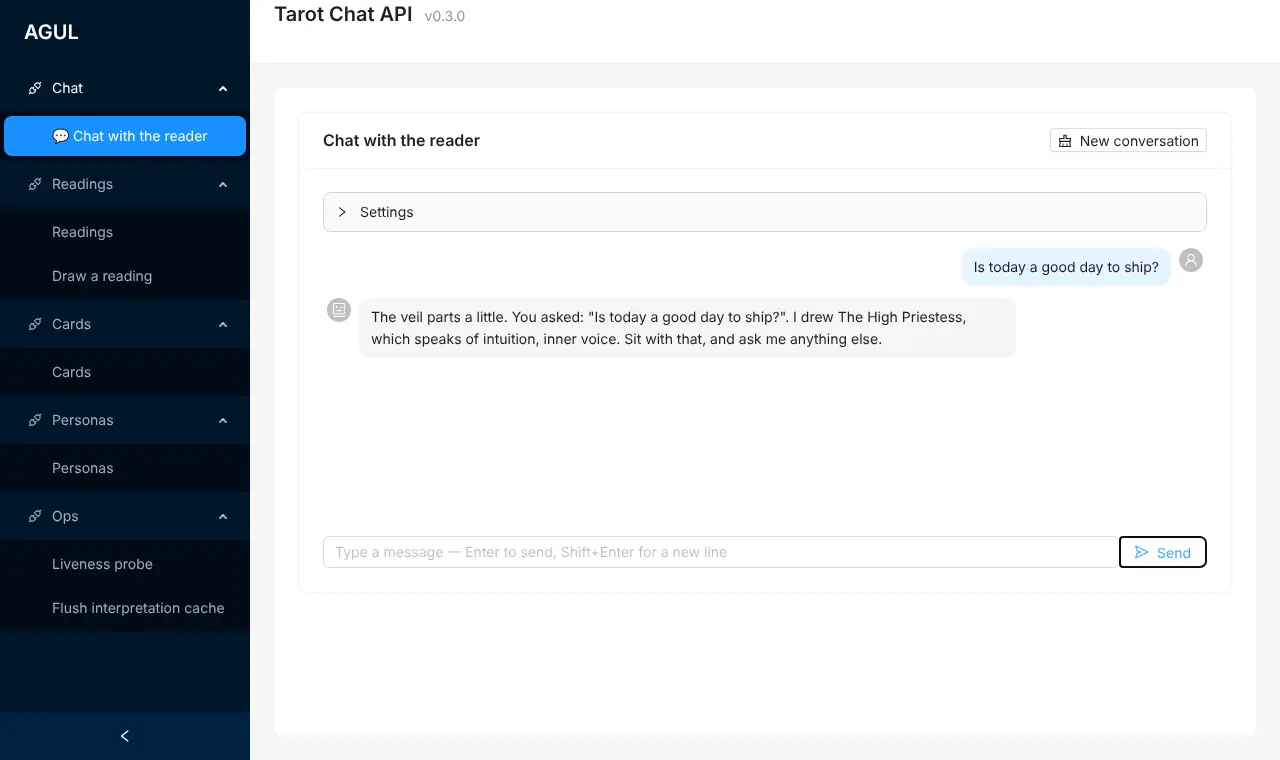 AGUL
Chat
💬 Chat with the reader
Readings
Readings
Draw a reading
Cards
Cards
Personas
Personas
Ops
Liveness probe
Flush interpretation cache
Tarot Chat API v0.3.0
Chat with the reader
New conversation
Settings
Is today a good day to ship?
The veil parts a little. You asked: "Is today a good day to ship?". I drew The High Priestess,
which speaks of intuition, inner voice. Sit with that, and ask me anything else.
Type a message — Enter to send, Shift+Enter for a new line
Send